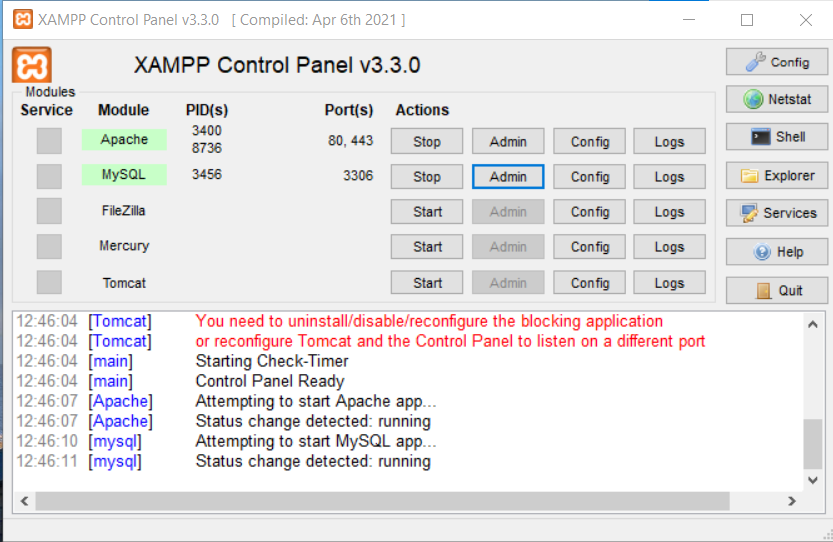 XAMPP Control Panel v3.3.0 [ Compiled: Apr 6th 2021 ]
XAMPP Control Panel v3.3.0
Config
Modules
Service Module PID(s) Port(s) Actions
Netstat
Apache 3400 8736 80, 443 Stop Admin Config Logs
Shell
MySQL 3456 3306 Stop Admin Config Logs
Explorer
FileZilla Start Admin Config Logs
Services
Mercury Start Admin Config Logs
Help
Tomcat Start Admin Config Logs
Quit
12:46:04 [Tomcat] You need to uninstall/disable/reconfigure the blocking application
12:46:04 [Tomcat] or reconfigure Tomcat and the Control Panel to listen on a different port
12:46:04 [main] Starting Check-Timer
12:46:04 [main] Control Panel Ready
12:46:07 [Apache] Attempting to start Apache app...
12:46:07 [Apache] Status change detected: running
12:46:10 [mysql] Attempting to start MySQL app...
12:46:11 [mysql] Status change detected: running